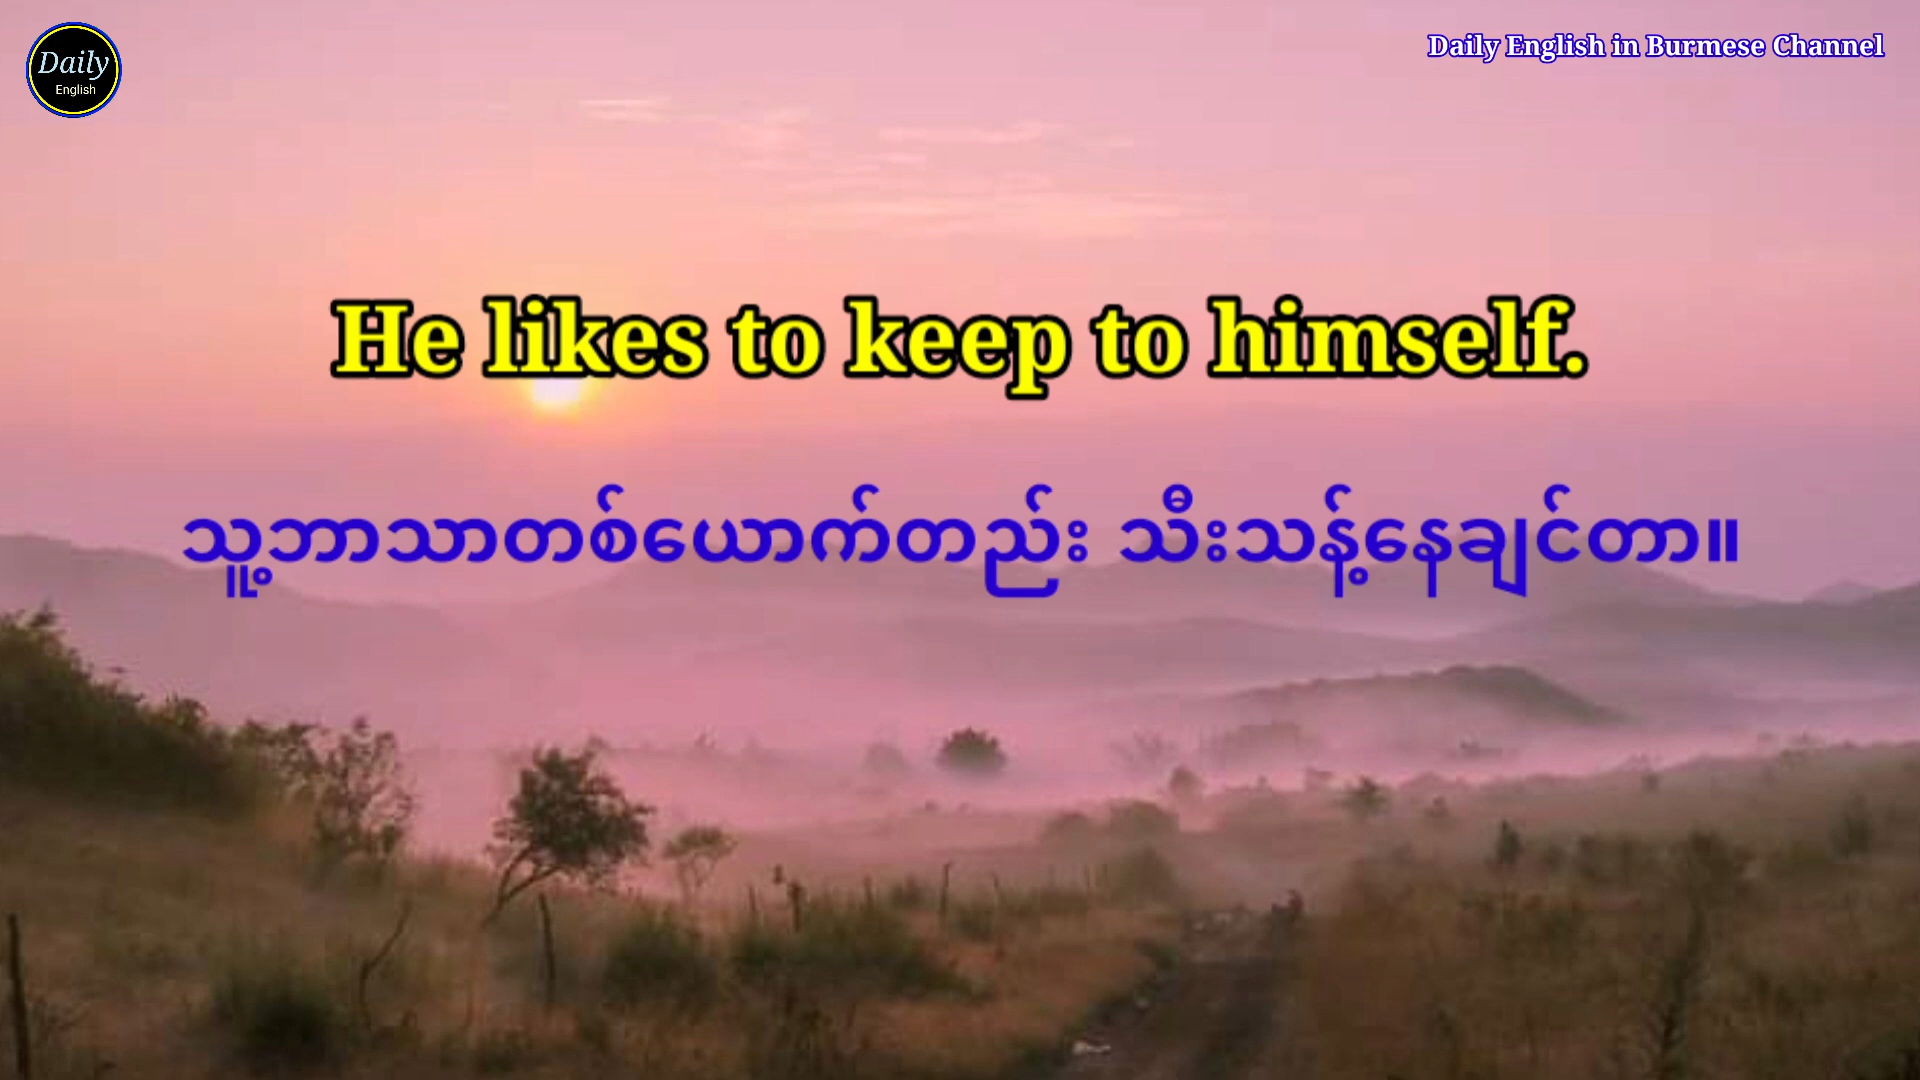 Daily
English
Daily English in Burmese Channel
He likes to keep to himself.
သူ့ဘာသာတစ်ယောက်တည်း သီးသန့်နေချင်တာ။